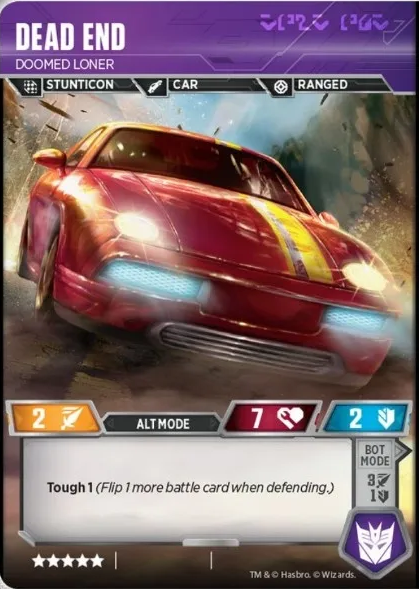 DEAD END
DOOMED LONER
STUNTICON CAR RANGED
2 ALT MODE 7 2
BOT
MODE
3
1
Tough 1 (Flip 1 more battle card when defending.)
TM & © Hasbro. © Wizards.